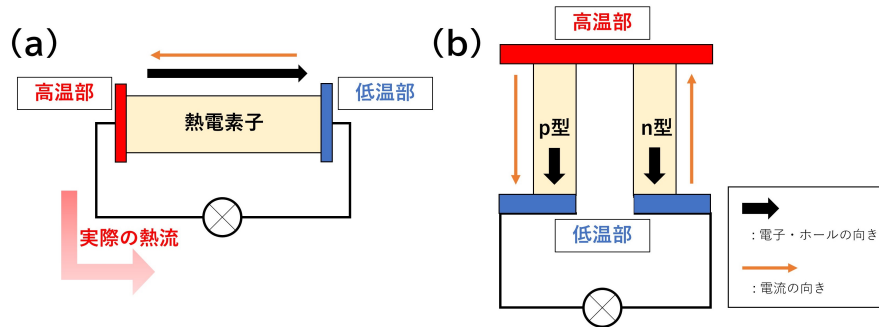 (a)
高温部
低温部
熱電素子
実際の熱流
(b)
高温部
p型
n型
低温部
：電子・ホールの向き
：電流の向き